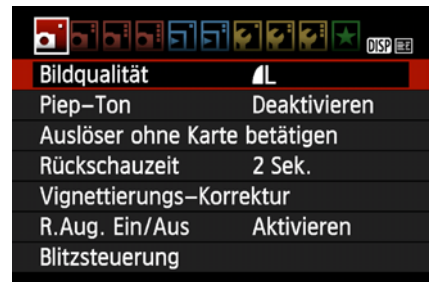 DISP
Bildqualität L
Piep-Ton Deaktivieren
Auslöser ohne Karte betätigen
Rückschauzeit 2 Sek.
Vignettierungs-Korrektur
R.Aug. Ein/Aus Aktivieren
Blitzsteuerung